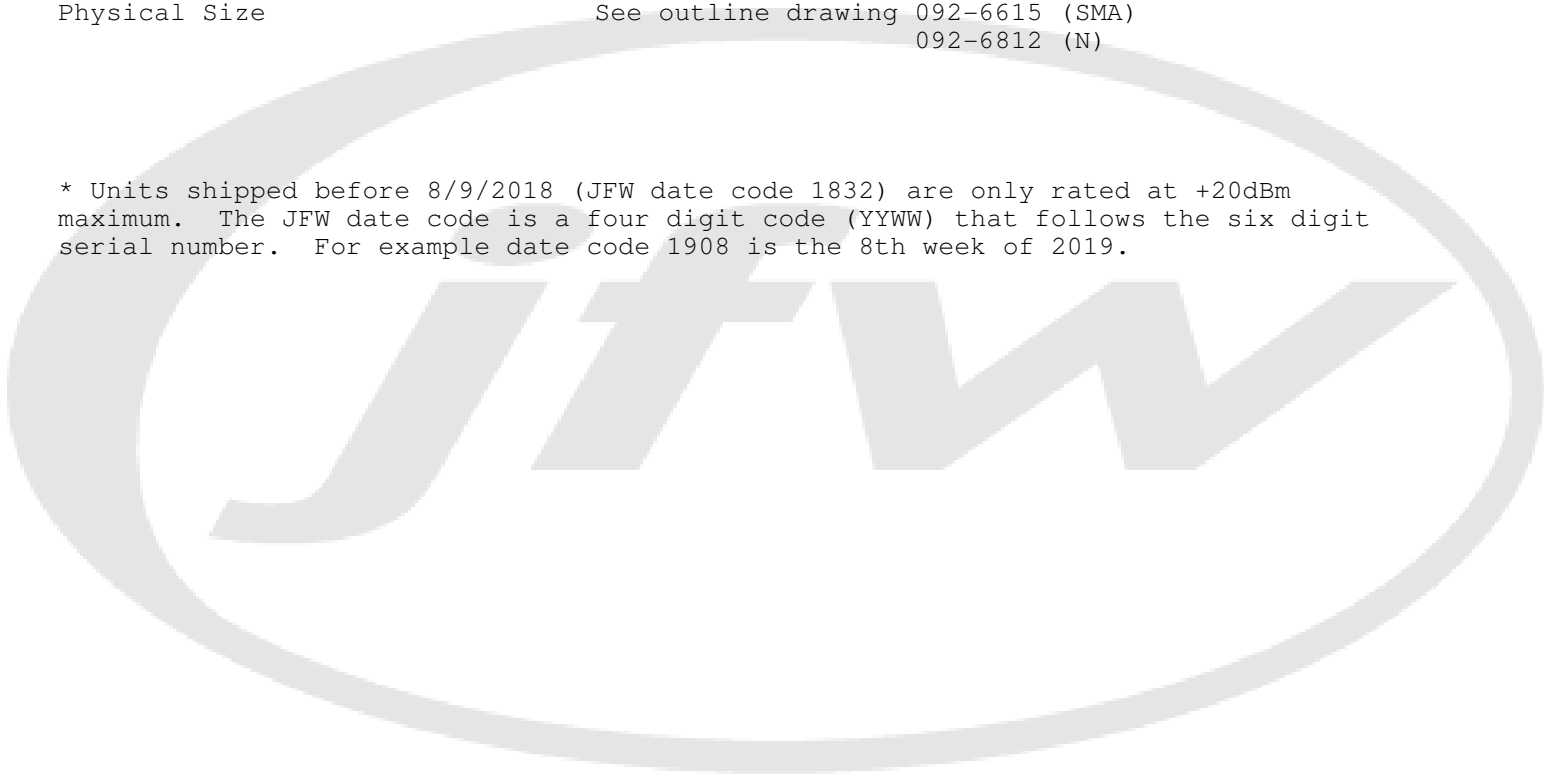 Physical Size See outline drawing 092-6615 (SMA)
092-6812 (N)
* Units shipped before 8/9/2018 (JFW date code 1832) are only rated at +20dBm
maximum.  The JFW date code is a four digit code (YYWW) that follows the six digit
serial number.  For example date code 1908 is the 8th week of 2019.
jfw